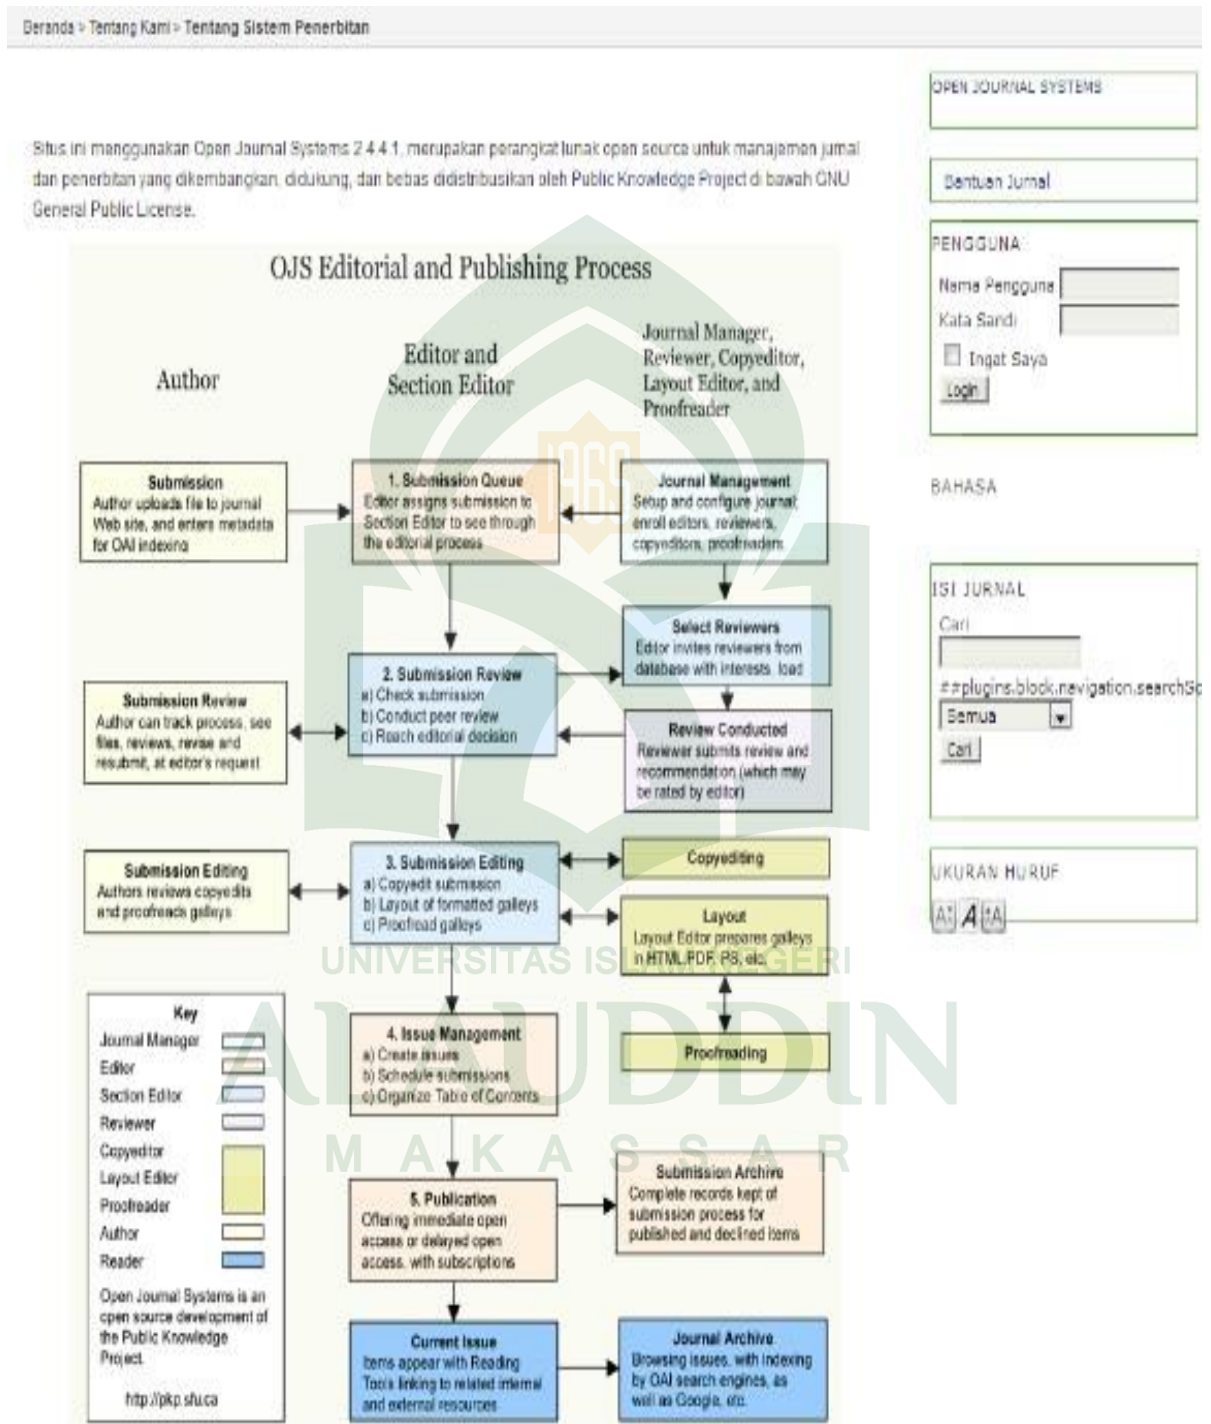 Beranda > Tentang Kami > Tentang Sistem Penerbitan
Situs ini menggunakan Open Journal Systems 2.4.4.1, merupakan perangkat lunak open source untuk manajemen jurnal
dan penerbitan yang dikembangkan, didukung, dan bebas didistribusikan oleh Public Knowledge Project di bawah GNU
General Public License.
OJS Editorial and Publishing Process
Author
Editor and
Section Editor
Journal Manager,
Reviewer, Copyeditor,
Layout Editor, and
Proofreader
Submission
Author uploads file to journal
Web site, and enters metadata
for OAI indexing
1. Submission Queue
Editor assigns submission to
Section Editor to see through
the editorial process
Journal Management
Setup and configure journal;
enroll editors, reviewers,
copyeditors, proofreaders.
Select Reviewers
Editor invites reviewers from
database with interests, load
Submission Review
Author can track process, see
files, reviews, revise and
resubmit, at editor's request
2. Submission Review
a) Check submission
b) Conduct peer review
c) Reach editorial decision
Review Conducted
Reviewer submits review and
recommendation (which may
be rated by editor)
Submission Editing
Authors reviews copyedits
and proofreads galleys
3. Submission Editing
a) Copyedit submission
b) Layout of formatted galleys
c) Proofread galleys
Copyediting
Layout
Layout Editor prepares galleys
in HTML, PDF, PS, etc.
Proofreading
4. Issue Management
a) Create issues
b) Schedule submissions
c) Organize Table of Contents
5. Publication
Offering immediate open
access or delayed open
access, with subscriptions
Submission Archive
Complete records kept of
submission process for
published and declined items
Current Issue
Items appear with Reading
Tools linking to related internal
and external resources
Journal Archive
Browsing issues, with indexing
by OAI search engines, as
well as Google, etc.
Key
Journal Manager
Editor
Section Editor
Reviewer
Copyeditor
Layout Editor
Proofreader
Author
Reader
Open Journal Systems is an
open source development of
the Public Knowledge
Project.
http://pkp.sfu.ca
OPEN JOURNAL SYSTEMS
Bantuan Jurnal
PENGGUNA
Nama Pengguna
Kata Sandi
Ingat Saya
Login
BAHASA
ISI JURNAL
Cari
##plugins.block.navigation.searchSc
Semua
Cari
UKURAN HURUF
A A A
1965
UNIVERSITAS ISLAM NEGERI
ALAUDDIN
MAKASSAR